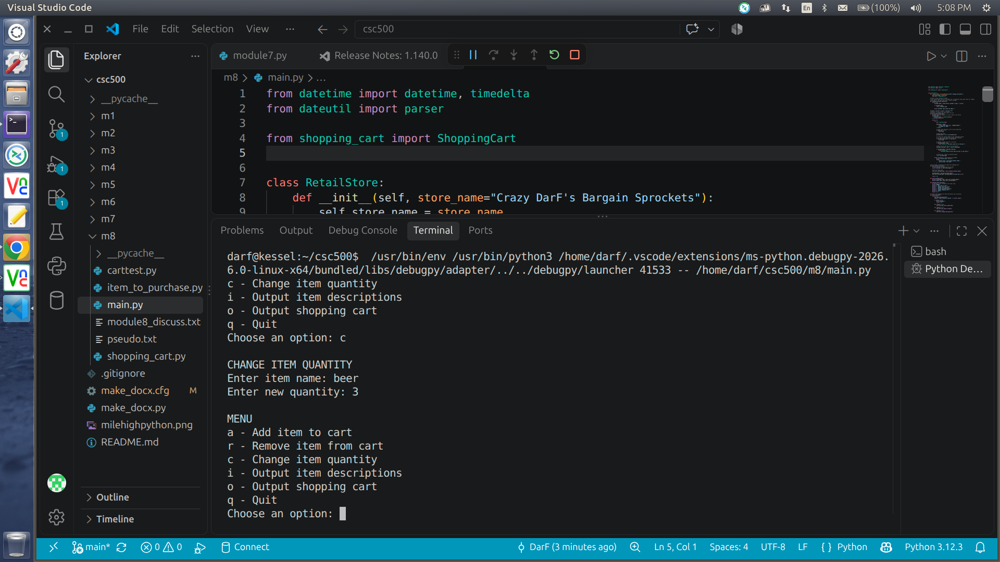 Visual Studio Code
En
(100%)
5:08 PM
File Edit Selection View ...
csc500
Explorer
module7.py
Release Notes: 1.140.0
csc500
__pycache__
m1
m2
m3
m4
m5
m6
m7
m8
__pycache__
carttest.py
item_to_purchase.py
main.py
module8_discuss.txt
pseudo.txt
shopping_cart.py
.gitignore
make_docx.cfg M
make_docx.py
milehighpython.png
README.md
Outline
Timeline
1
1
1
m8 > main.py > ...
1 from datetime import datetime, timedelta
2 from dateutil import parser
3
4 from shopping_cart import ShoppingCart
5
6
7 class RetailStore:
8 def __init__(self, store_name="Crazy DarF's Bargain Sprockets"):
9 self.store_name = store_name
Problems Output Debug Console Terminal Ports
bash
Python De...
darf@kessel:~/csc500$ /usr/bin/env /usr/bin/python3 /home/darf/.vscode/extensions/ms-python.debugpy-2026.
6.0-linux-x64/bundled/libs/debugpy/adapter/../../debugpy/launcher 41533 -- /home/darf/csc500/m8/main.py
c - Change item quantity
i - Output item descriptions
o - Output shopping cart
q - Quit
Choose an option: c
CHANGE ITEM QUANTITY
Enter item name: beer
Enter new quantity: 3
MENU
a - Add item to cart
r - Remove item from cart
c - Change item quantity
i - Output item descriptions
o - Output shopping cart
q - Quit
Choose an option:
main* 0 0 Connect DarF (3 minutes ago) Ln 5, Col 1 Spaces: 4 UTF-8 LF { } Python Python 3.12.3